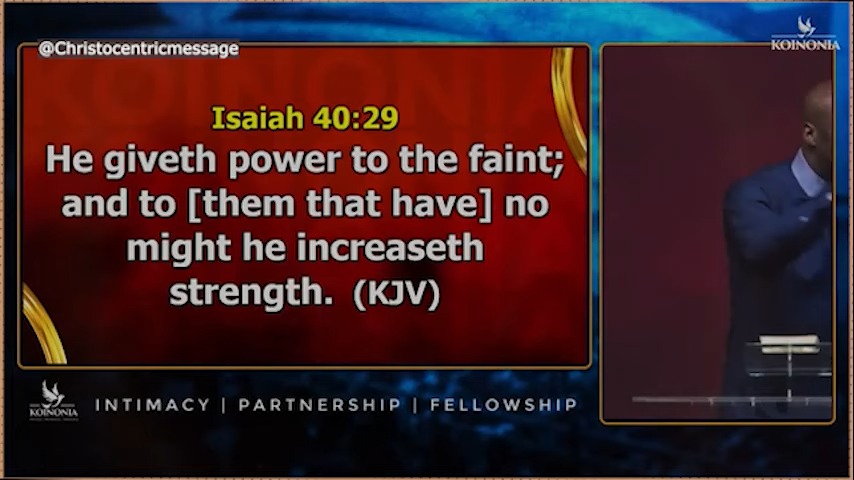 @Christocentricmessage
KOINONIA
Isaiah 40:29
He giveth power to the faint;
and to [them that have] no
might he increaseth
strength. (KJV)
KOINONIA
INTIMACY | PARTNERSHIP | FELLOWSHIP